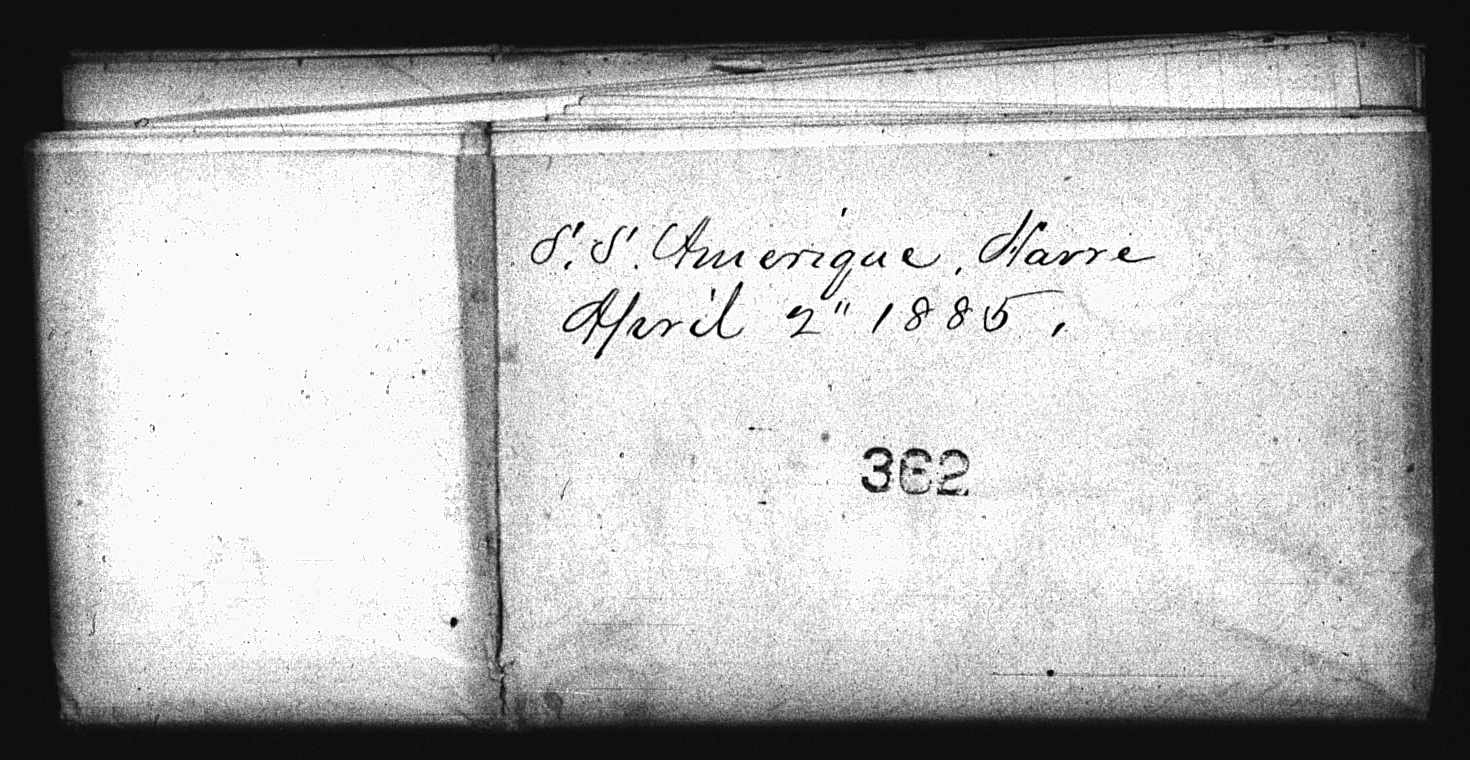 S. S. Amerique, Havre
April 2" 1885,
362